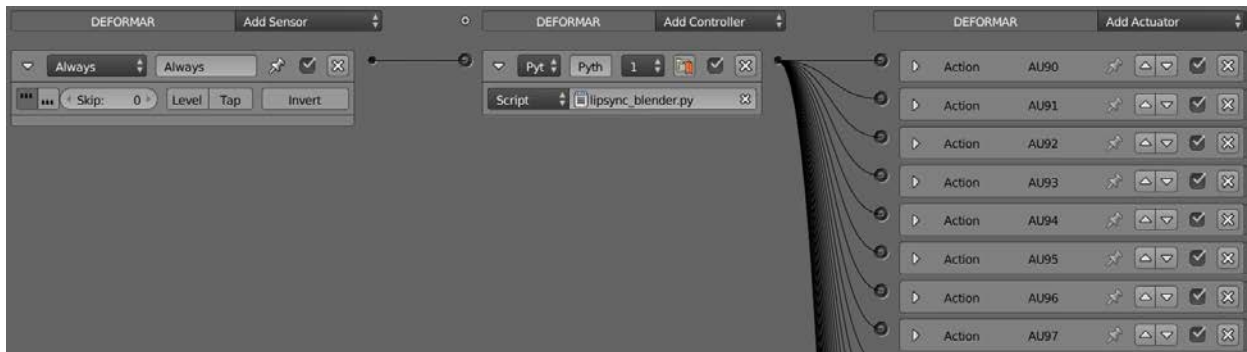 DEFORMAR Add Sensor
Always Always
Skip: 0 Level Tap Invert
DEFORMAR Add Controller
Pyt Pyth 1
Script lipsync_blender.py
DEFORMAR Add Actuator
Action AU90
Action AU91
Action AU92
Action AU93
Action AU94
Action AU95
Action AU96
Action AU97